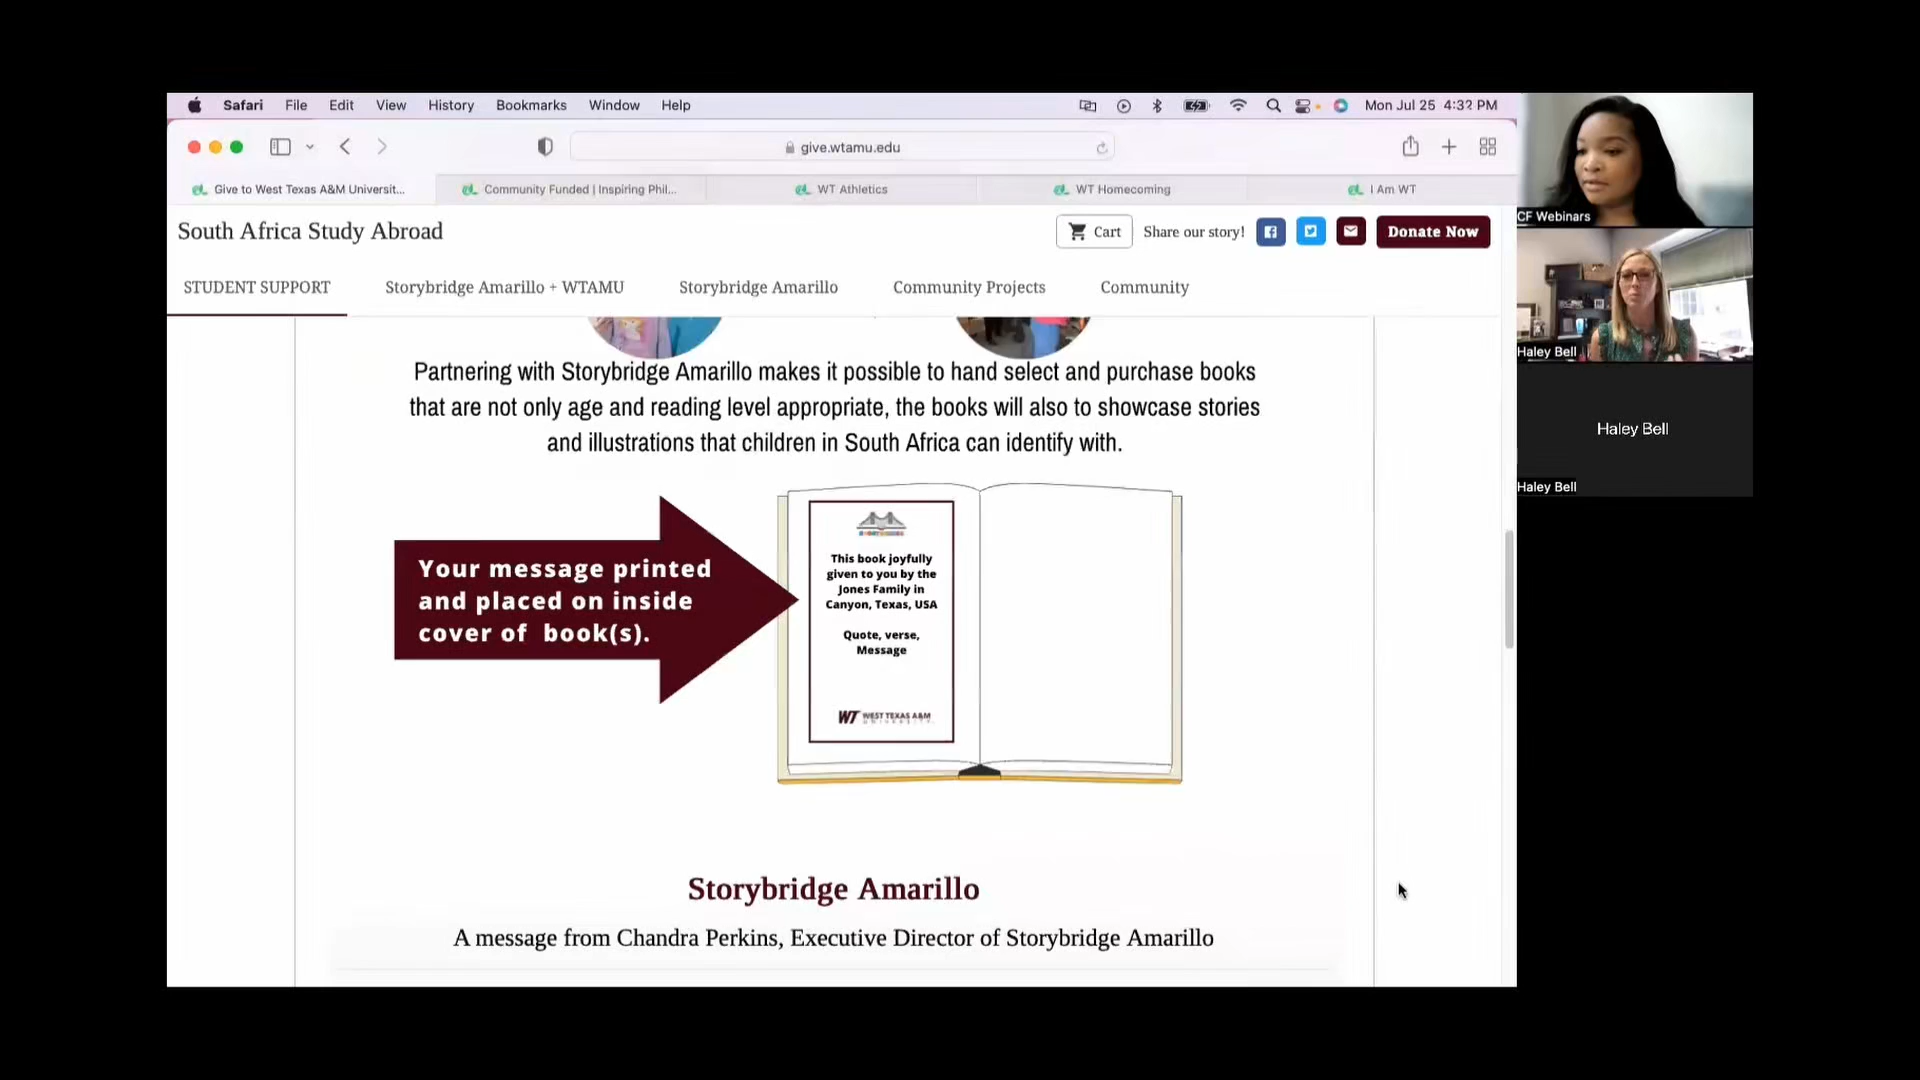 Safari File Edit View History Bookmarks Window Help Mon Jul 25 4:32 PM
give.wtamu.edu
Give to West Texas A&M Universit... Community Funded | Inspiring Phil... WT Athletics WT Homecoming I Am WT
South Africa Study Abroad Cart Share our story! Donate Now
STUDENT SUPPORT Storybridge Amarillo + WTAMU Storybridge Amarillo Community Projects Community
Partnering with Storybridge Amarillo makes it possible to hand select and purchase books
that are not only age and reading level appropriate, the books will also to showcase stories
and illustrations that children in South Africa can identify with.
Your message printed
and placed on inside
cover of book(s).
This book joyfully
given to you by the
Jones Family in
Canyon, Texas, USA
Quote, verse,
Message
WT WEST TEXAS A&M
UNIVERSITY
Storybridge Amarillo
A message from Chandra Perkins, Executive Director of Storybridge Amarillo
CF Webinars
Haley Bell
Haley Bell
Haley Bell